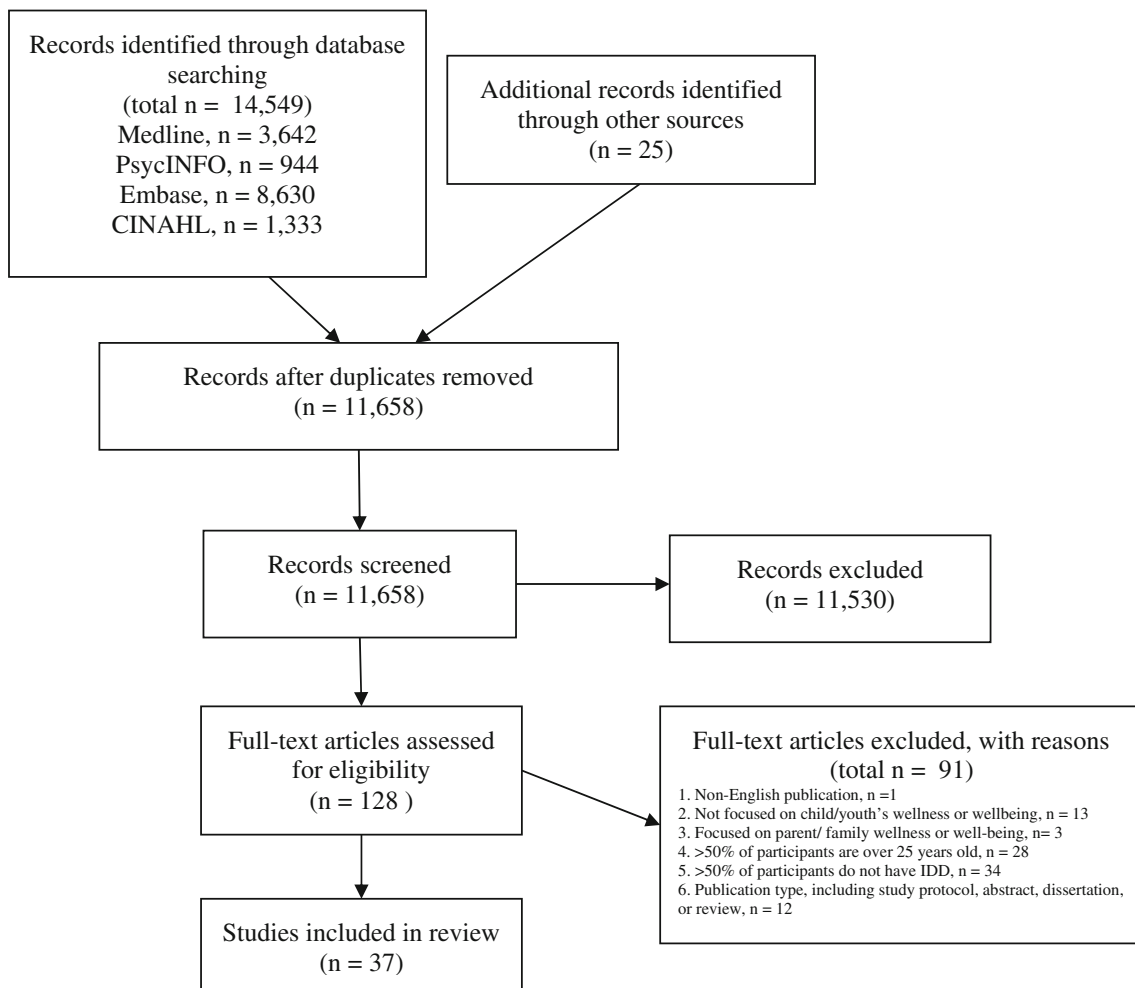 Records identified through database
searching
(total n =  14,549)
Medline, n = 3,642
PsycINFO, n = 944
Embase, n = 8,630
CINAHL, n = 1,333
Additional records identified
through other sources
(n = 25)
Records after duplicates removed
(n = 11,658)
Records screened
(n = 11,658)
Records excluded
(n = 11,530)
Full-text articles assessed
for eligibility
(n = 128 )
Full-text articles excluded, with reasons
(total n =  91)
1. Non-English publication, n =1
2. Not focused on child/youth's wellness or wellbeing, n = 13
3. Focused on parent/ family wellness or well-being, n= 3
4. >50% of participants are over 25 years old, n = 28
5. >50% of participants do not have IDD, n = 34
6. Publication type, including study protocol, abstract, dissertation,
or review, n = 12
Studies included in review
(n = 37)